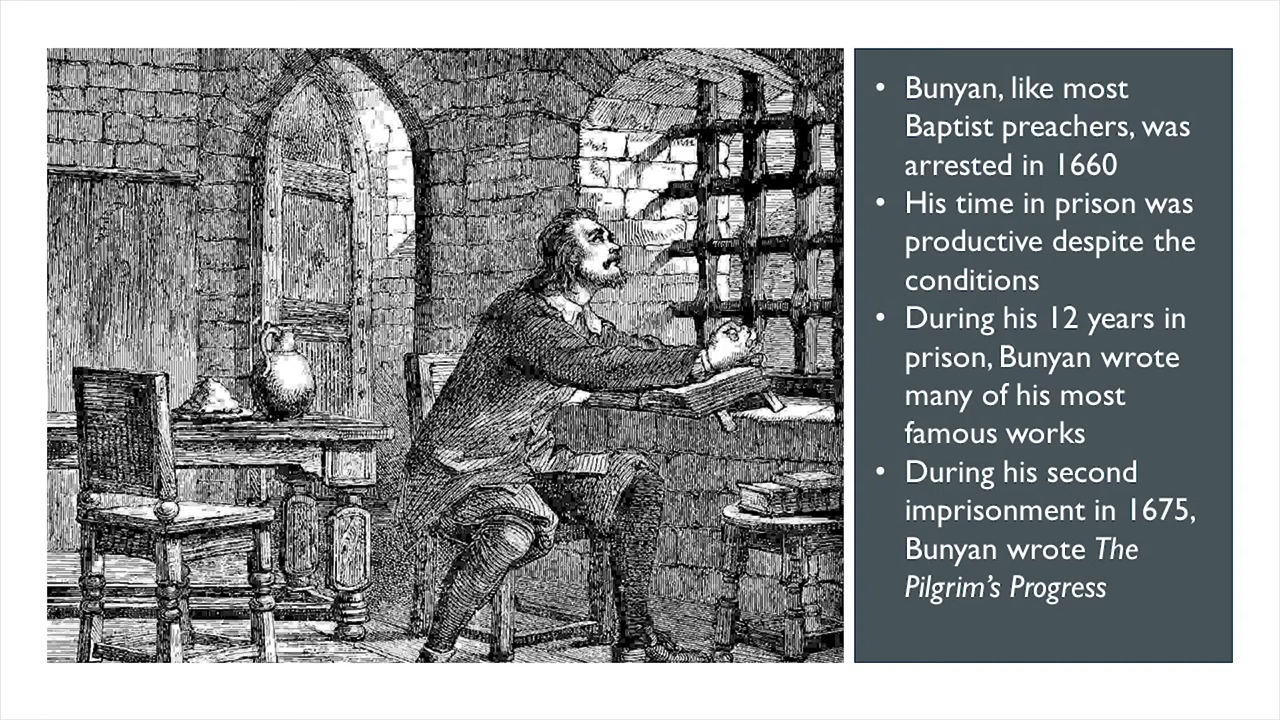 • Bunyan, like most
Baptist preachers, was
arrested in 1660
• His time in prison was
productive despite the
conditions
• During his 12 years in
prison, Bunyan wrote
many of his most
famous works
• During his second
imprisonment in 1675,
Bunyan wrote The
Pilgrim’s Progress